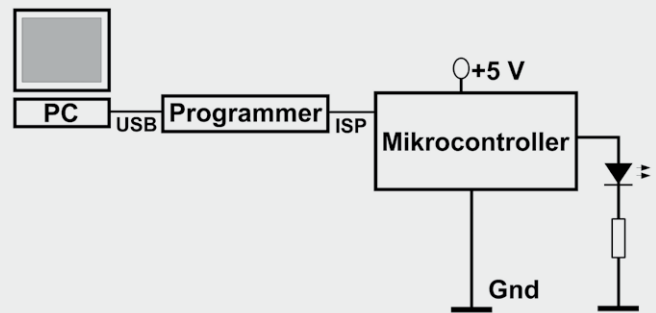 +5 V
PC
USB
Programmer
ISP
Mikrocontroller
Gnd